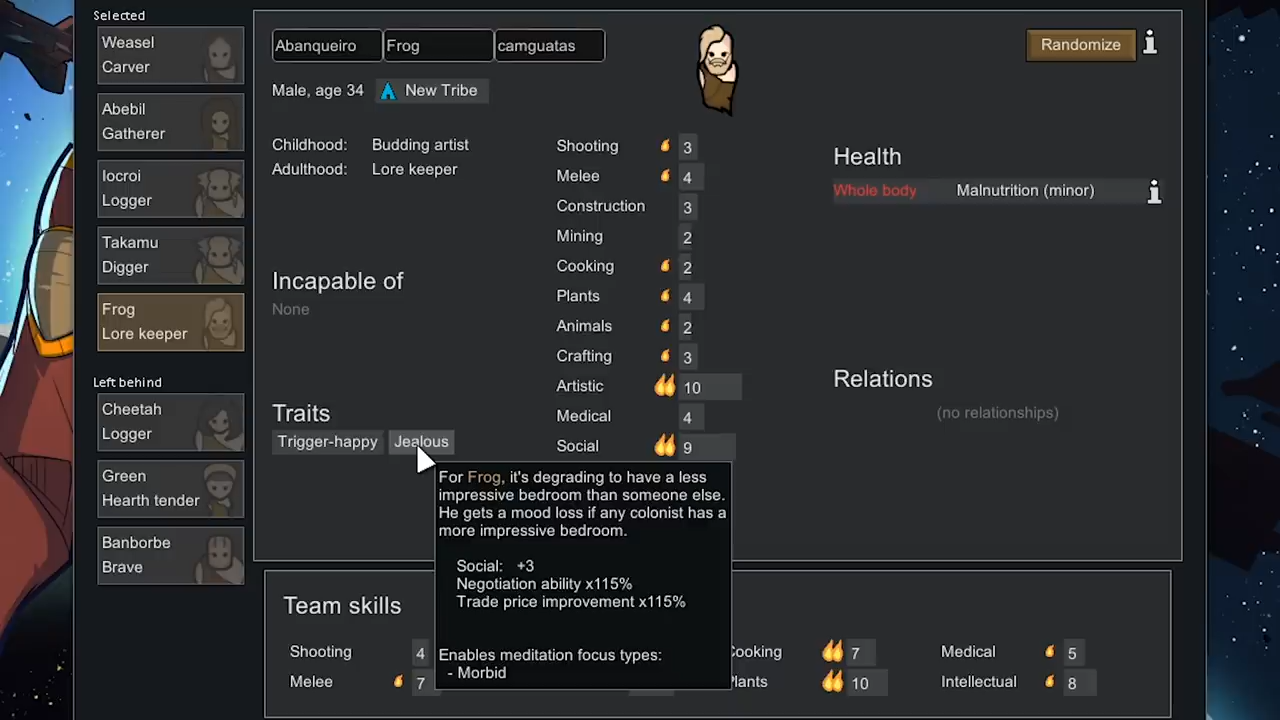 Selected
Weasel
Carver
Abebil
Gatherer
Iocroi
Logger
Takamu
Digger
Frog
Lore keeper
Left behind
Cheetah
Logger
Green
Hearth tender
Banborbe
Brave
Abanqueiro Frog camguatas
Randomize
Male, age 34 New Tribe
Childhood: Budding artist
Adulthood: Lore keeper
Incapable of
None
Traits
Trigger-happy Jealous
Shooting 3
Melee 4
Construction 3
Mining 2
Cooking 2
Plants 4
Animals 2
Crafting 3
Artistic 10
Medical 4
Social 9
Health
Whole body Malnutrition (minor)
Relations
(no relationships)
For Frog, it's degrading to have a less
impressive bedroom than someone else.
He gets a mood loss if any colonist has a
more impressive bedroom.
Social: +3
Negotiation ability x115%
Trade price improvement x115%
Enables meditation focus types:
- Morbid
Team skills
Shooting 4
Melee 7
Cooking 7
Plants 10
Medical 5
Intellectual 8